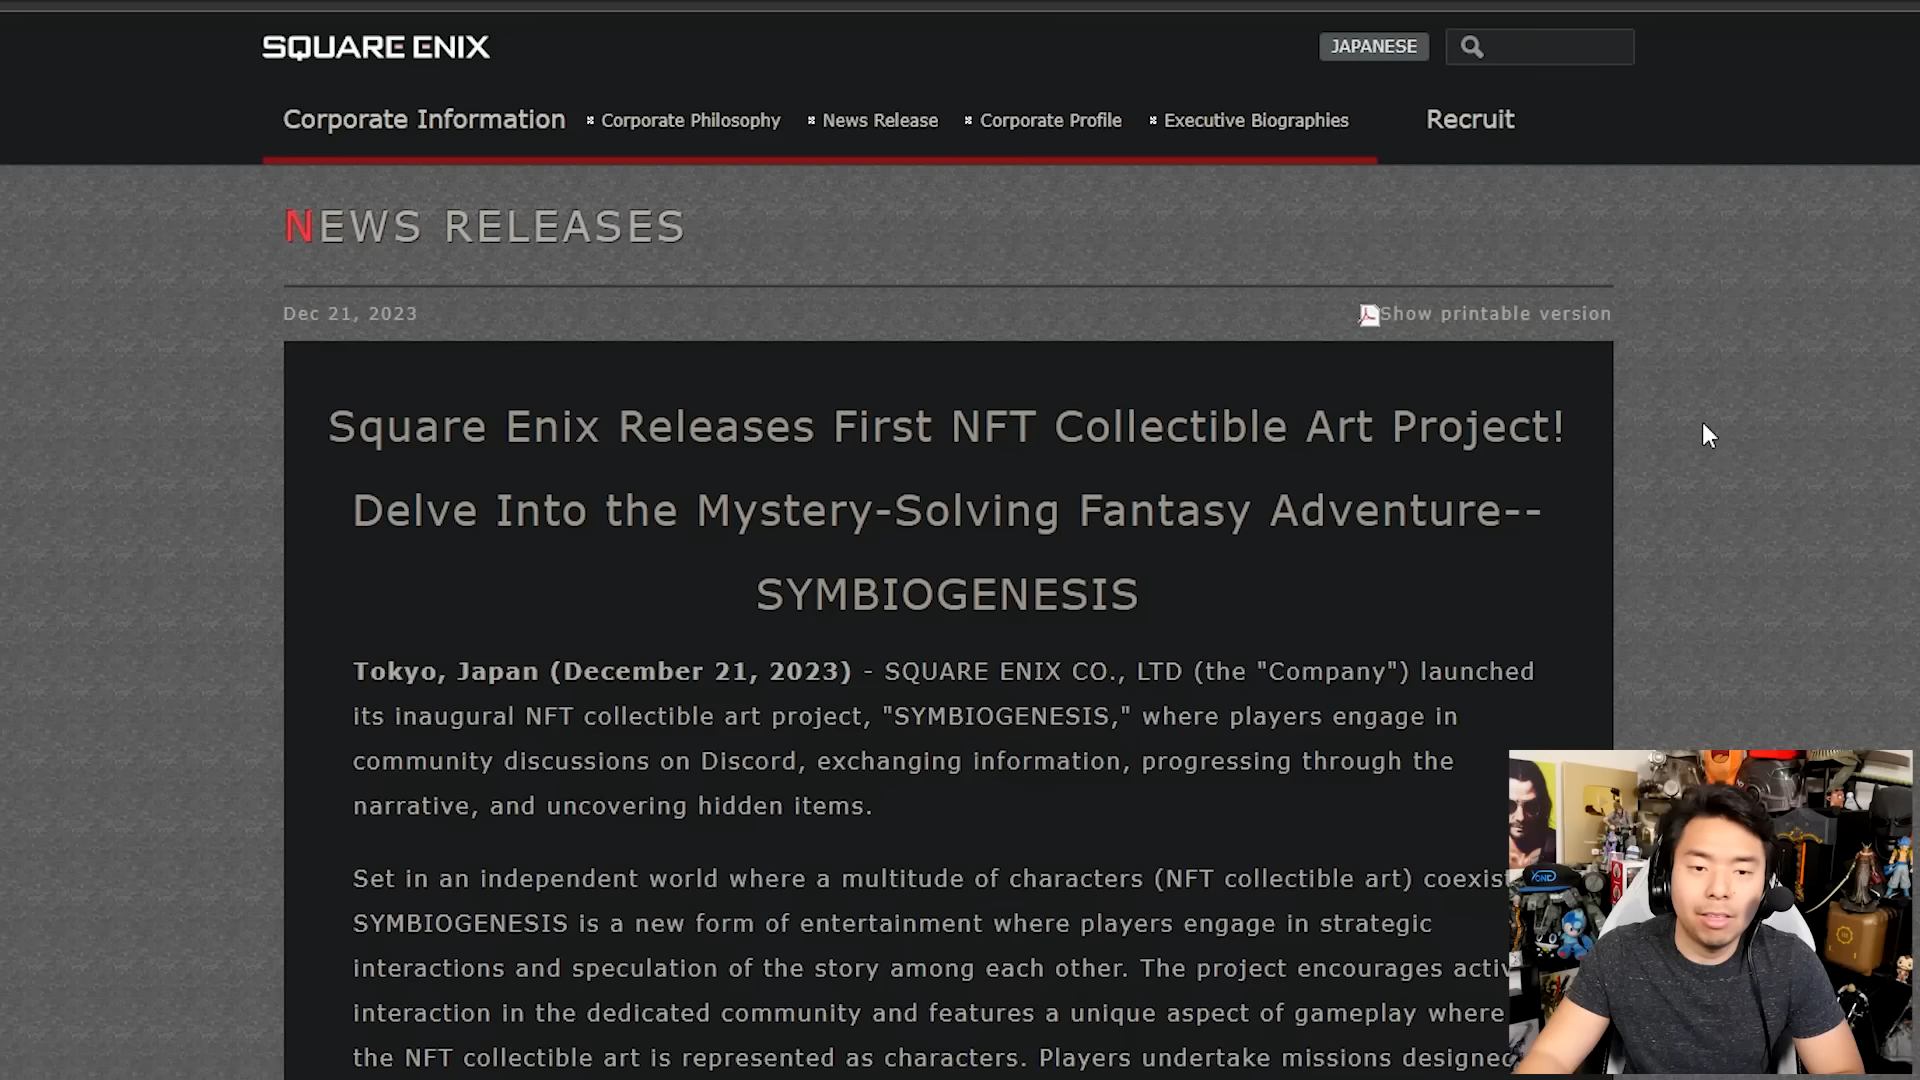 SQUARE ENIX
JAPANESE
Corporate Information
Corporate Philosophy
News Release
Corporate Profile
Executive Biographies
Recruit
NEWS RELEASES
Dec 21, 2023
Show printable version
Square Enix Releases First NFT Collectible Art Project!
Delve Into the Mystery-Solving Fantasy Adventure--
SYMBIOGENESIS
Tokyo, Japan (December 21, 2023) - SQUARE ENIX CO., LTD (the "Company") launched
its inaugural NFT collectible art project, "SYMBIOGENESIS," where players engage in
community discussions on Discord, exchanging information, progressing through the
narrative, and uncovering hidden items.
Set in an independent world where a multitude of characters (NFT collectible art) coexist
SYMBIOGENESIS is a new form of entertainment where players engage in strategic
interactions and speculation of the story among each other. The project encourages activ
interaction in the dedicated community and features a unique aspect of gameplay where
the NFT collectible art is represented as characters. Players undertake missions designed